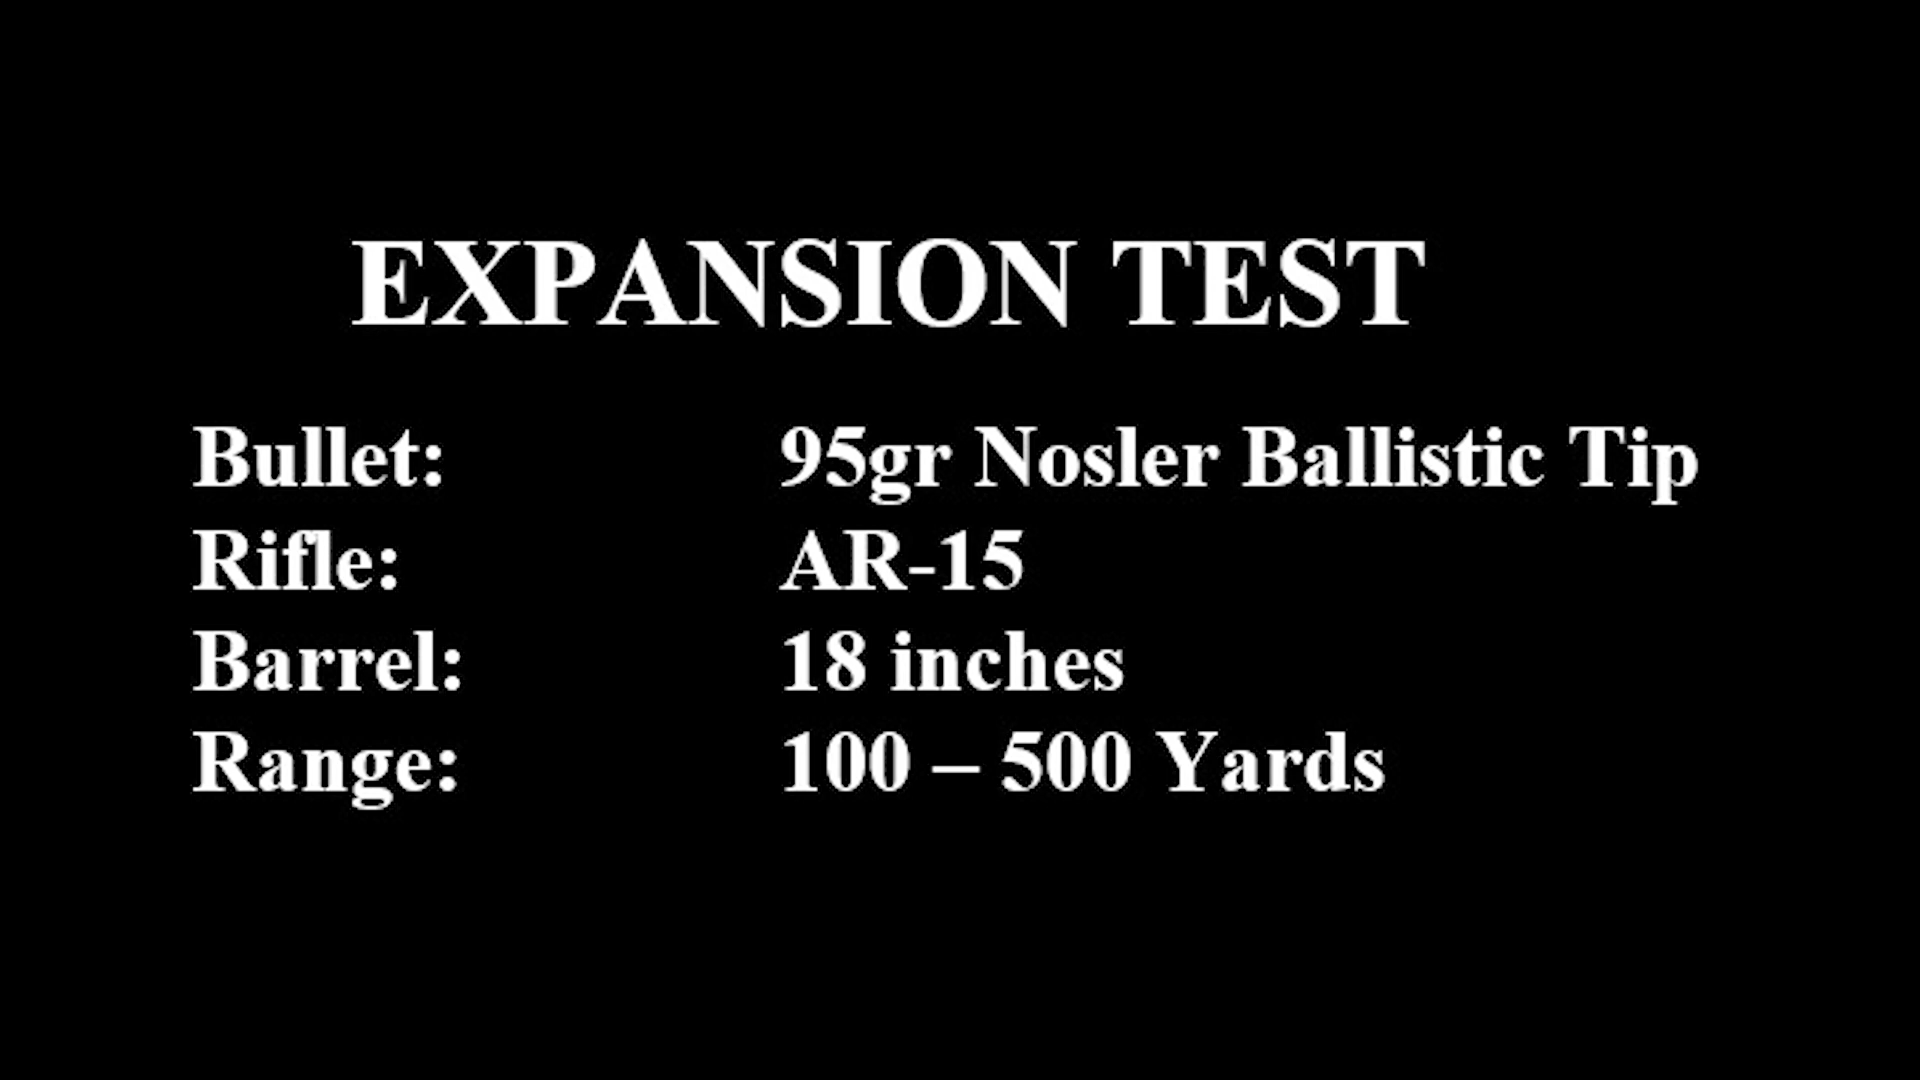 EXPANSION TEST
Bullet: 95gr Nosler Ballistic Tip
Rifle: AR-15
Barrel: 18 inches
Range: 100 – 500 Yards